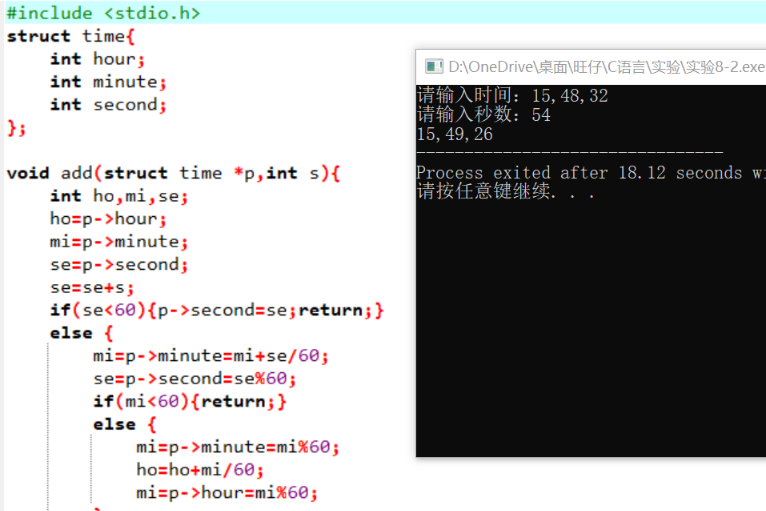 #include <stdio.h>
struct time{
int hour;
int minute;
int second;
};
void add(struct time *p,int s){
int ho,mi,se;
ho=p->hour;
mi=p->minute;
se=p->second;
se=se+s;
if(se<60){p->second=se;return;}
else {
mi=p->minute=mi+se/60;
se=p->second=se%60;
if(mi<60){return;}
else {
mi=p->minute=mi%60;
ho=ho+mi/60;
mi=p->hour=mi%60;
D:\OneDrive\桌面\旺仔\C语言\实验\实验8-2.exe
请输入时间: 15,48,32
请输入秒数: 54
15,49,26
--------------------------------
Process exited after 18.12 seconds wi
请按任意键继续. . .